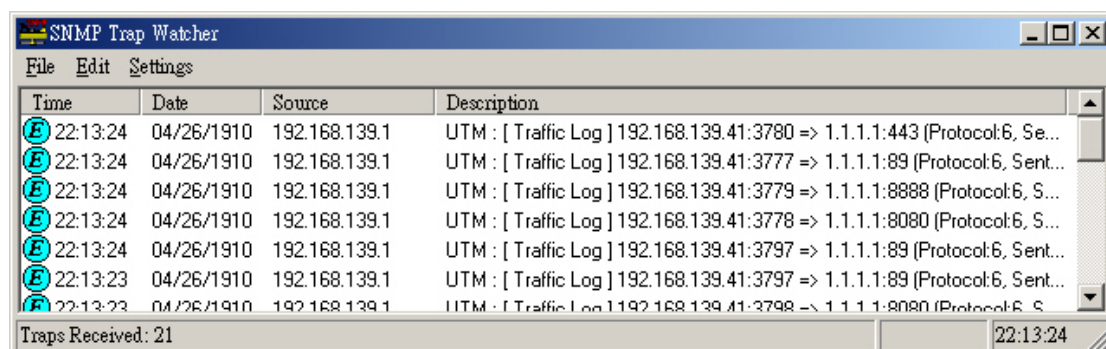 SNMP Trap Watcher
File Edit Settings
Time Date Source Description
E 22:13:24 04/26/1910 192.168.139.1 UTM : [ Traffic Log ] 192.168.139.41:3780 => 1.1.1.1:443 (Protocol:6, Se...
E 22:13:24 04/26/1910 192.168.139.1 UTM : [ Traffic Log ] 192.168.139.41:3777 => 1.1.1.1:89 (Protocol:6, Sent...
E 22:13:24 04/26/1910 192.168.139.1 UTM : [ Traffic Log ] 192.168.139.41:3779 => 1.1.1.1:8888 (Protocol:6, S...
E 22:13:24 04/26/1910 192.168.139.1 UTM : [ Traffic Log ] 192.168.139.41:3778 => 1.1.1.1:8080 (Protocol:6, S...
E 22:13:24 04/26/1910 192.168.139.1 UTM : [ Traffic Log ] 192.168.139.41:3797 => 1.1.1.1:89 (Protocol:6, Sent...
E 22:13:23 04/26/1910 192.168.139.1 UTM : [ Traffic Log ] 192.168.139.41:3797 => 1.1.1.1:89 (Protocol:6, Sent...
E 22:13:23 04/26/1910 192.168.139.1 UTM : [ Traffic Log ] 192.168.139.41:3798 => 1.1.1.1:8080 (Protocol:6, S...
Traps Received: 21 22:13:24